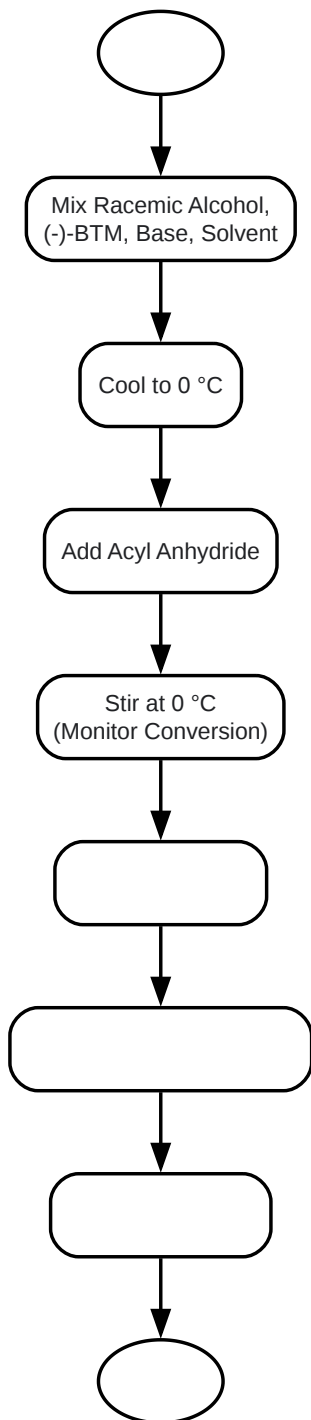 Mix Racemic Alcohol,
(-)-BTM, Base, Solvent
Cool to 0 °C
Add Acyl Anhydride
Stir at 0 °C
(Monitor Conversion)